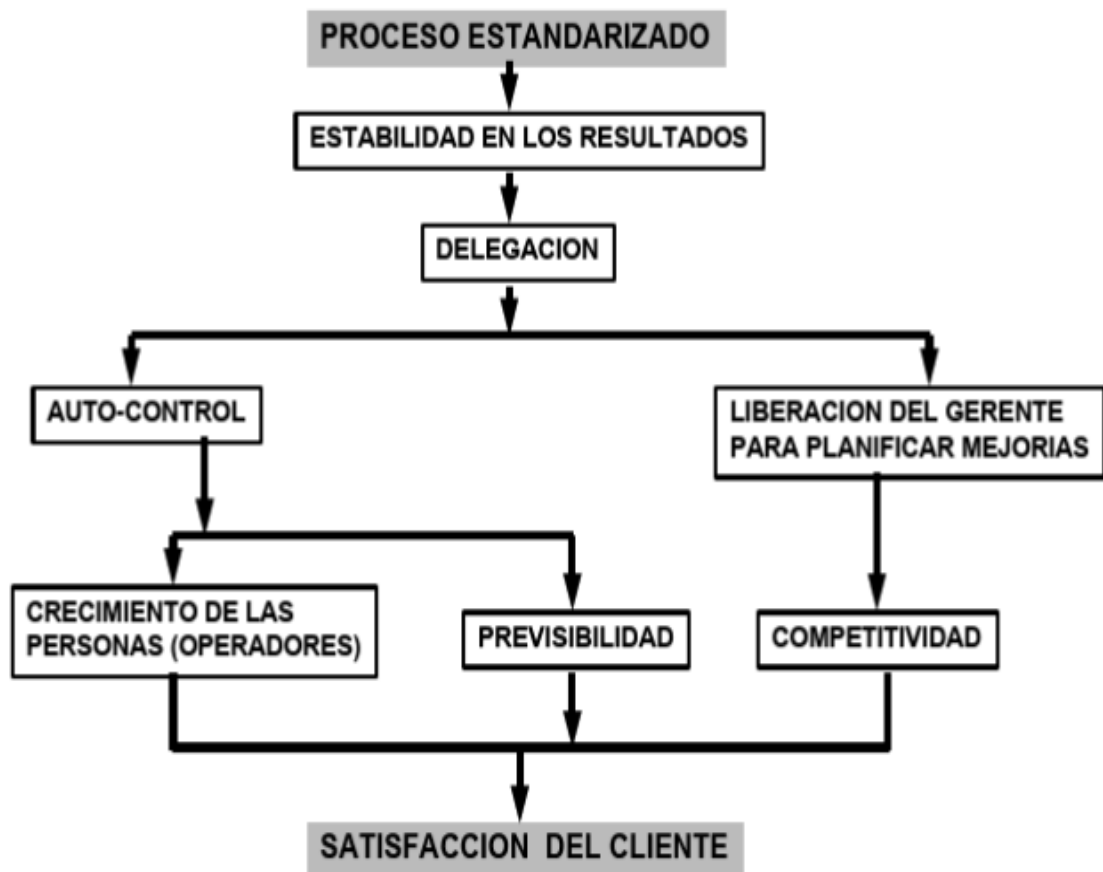 PROCESO ESTANDARIZADO
ESTABILIDAD EN LOS RESULTADOS
DELEGACION
AUTO-CONTROL
LIBERACION DEL GERENTE
PARA PLANIFICAR MEJORIAS
CRECIMIENTO DE LAS
PERSONAS (OPERADORES)
PREVISIBILIDAD
COMPETITIVIDAD
SATISFACCION DEL CLIENTE